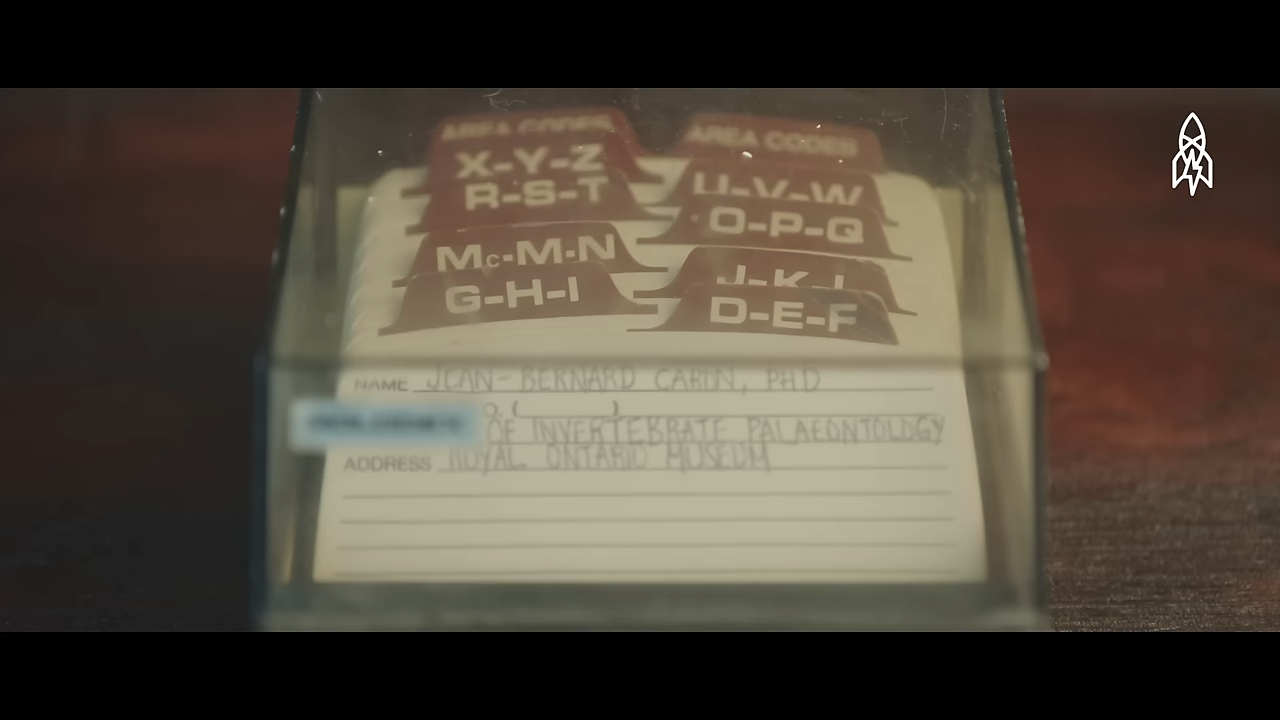 AREA CODES AREA CODES
X-Y-Z
R-S-T U-V-W
O-P-Q
Mc-M-N
G-H-I J-K-L
D-E-F
NAME JEAN-BERNARD CARON, PHD
O. ( )
OF INVERTEBRATE PALAEONTOLOGY
ADDRESS ROYAL ONTARIO MUSEUM